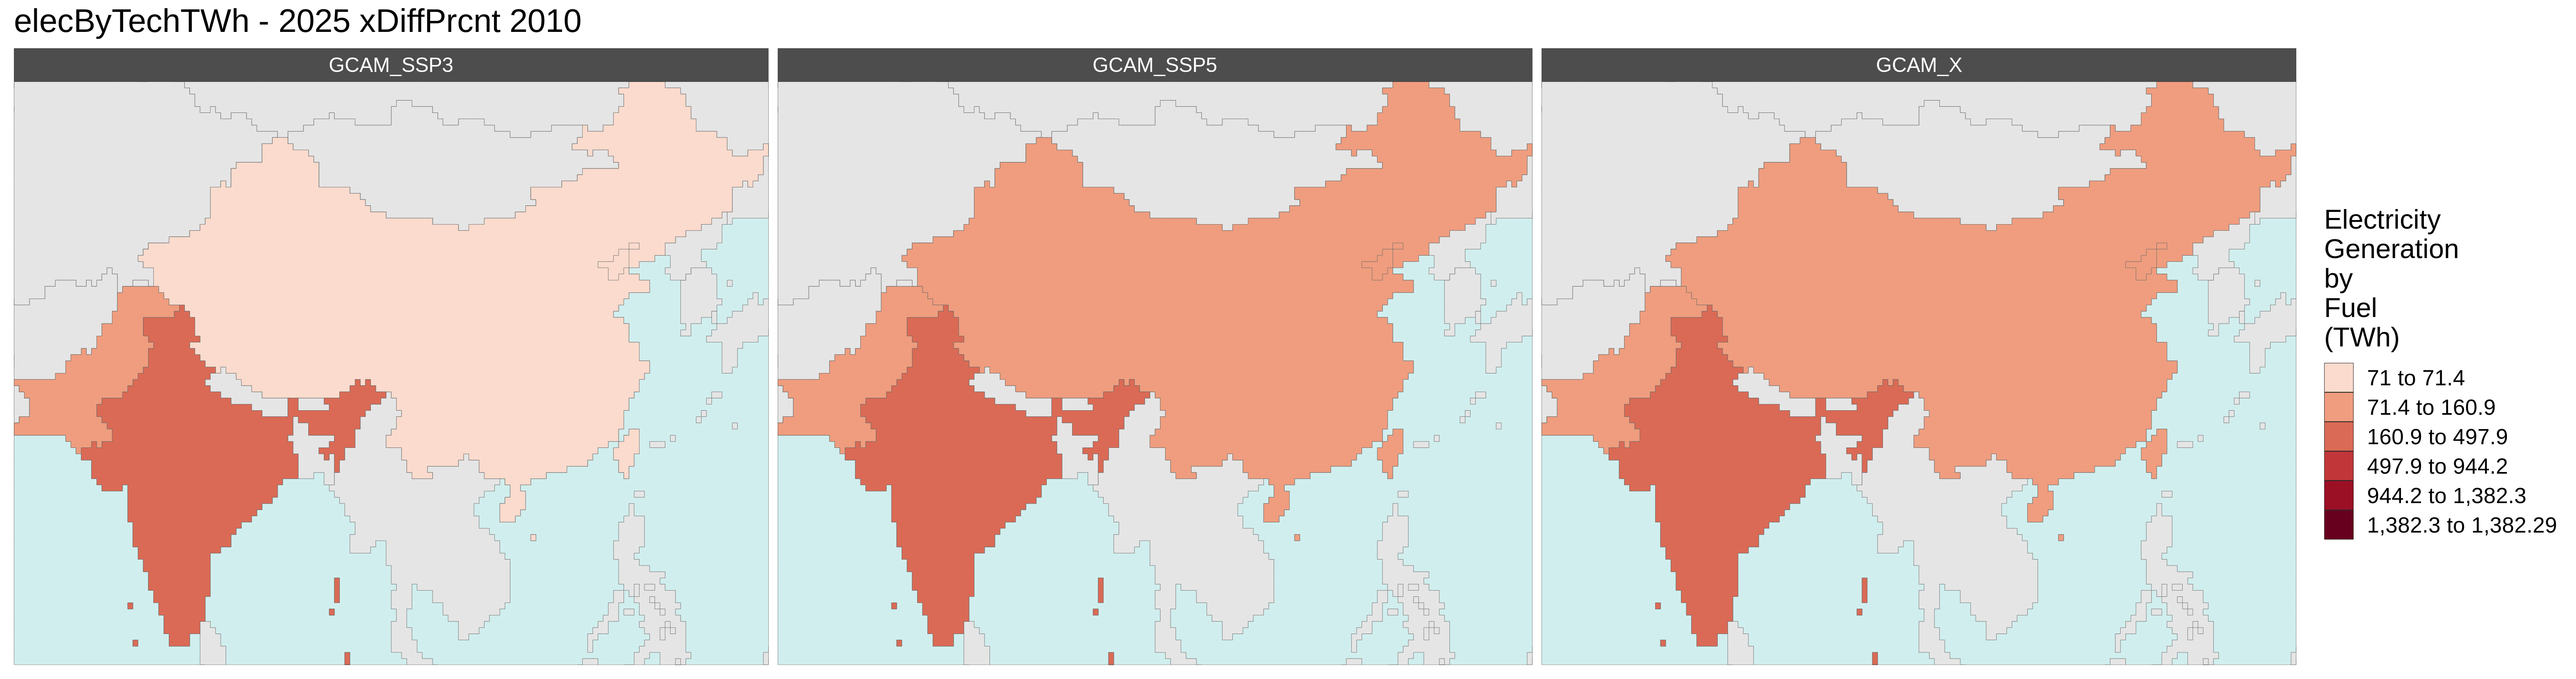 elecByTechTWh - 2025 xDiffPrcnt 2010
GCAM_SSP3
GCAM_SSP5
GCAM_X
Electricity
Generation
by
Fuel
(TWh)
71 to 71.4
71.4 to 160.9
160.9 to 497.9
497.9 to 944.2
944.2 to 1,382.3
1,382.3 to 1,382.29